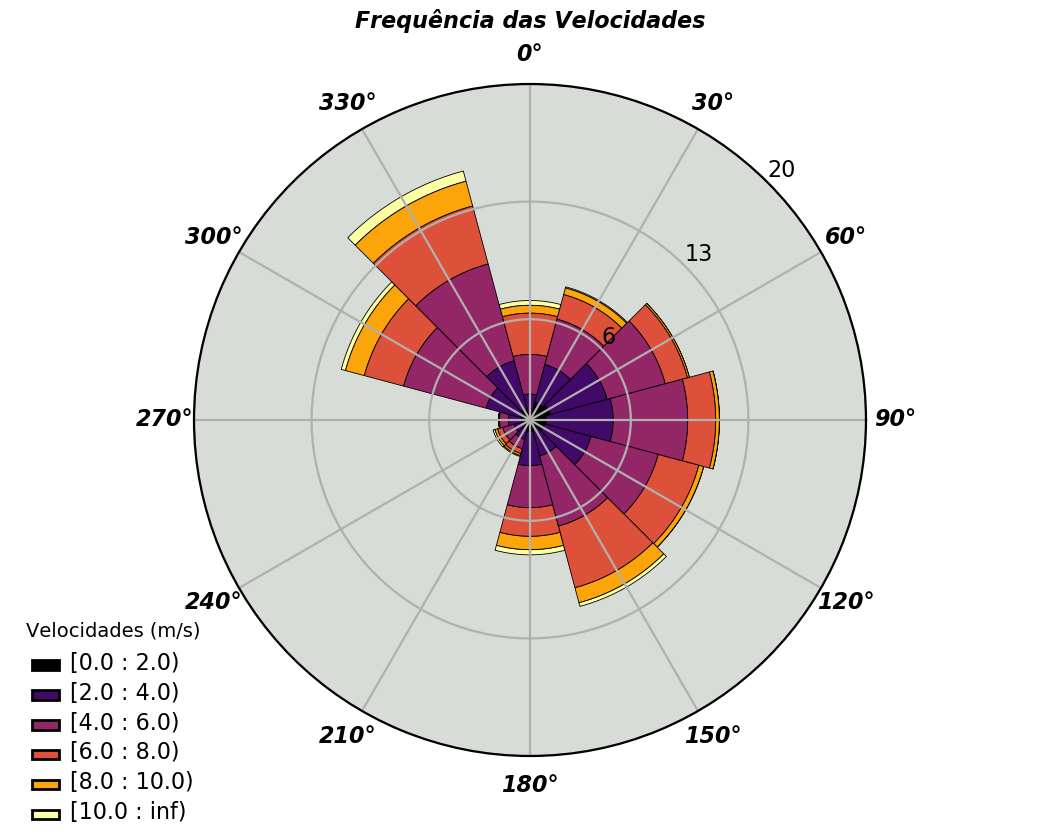 Frequência das Velocidades
0°
330°
30°
20
300°
60°
13
6
270°
90°
240°
120°
Velocidades (m/s)
[0.0 : 2.0)
[2.0 : 4.0)
[4.0 : 6.0)
[6.0 : 8.0)
[8.0 : 10.0)
[10.0 : inf)
210°
150°
180°